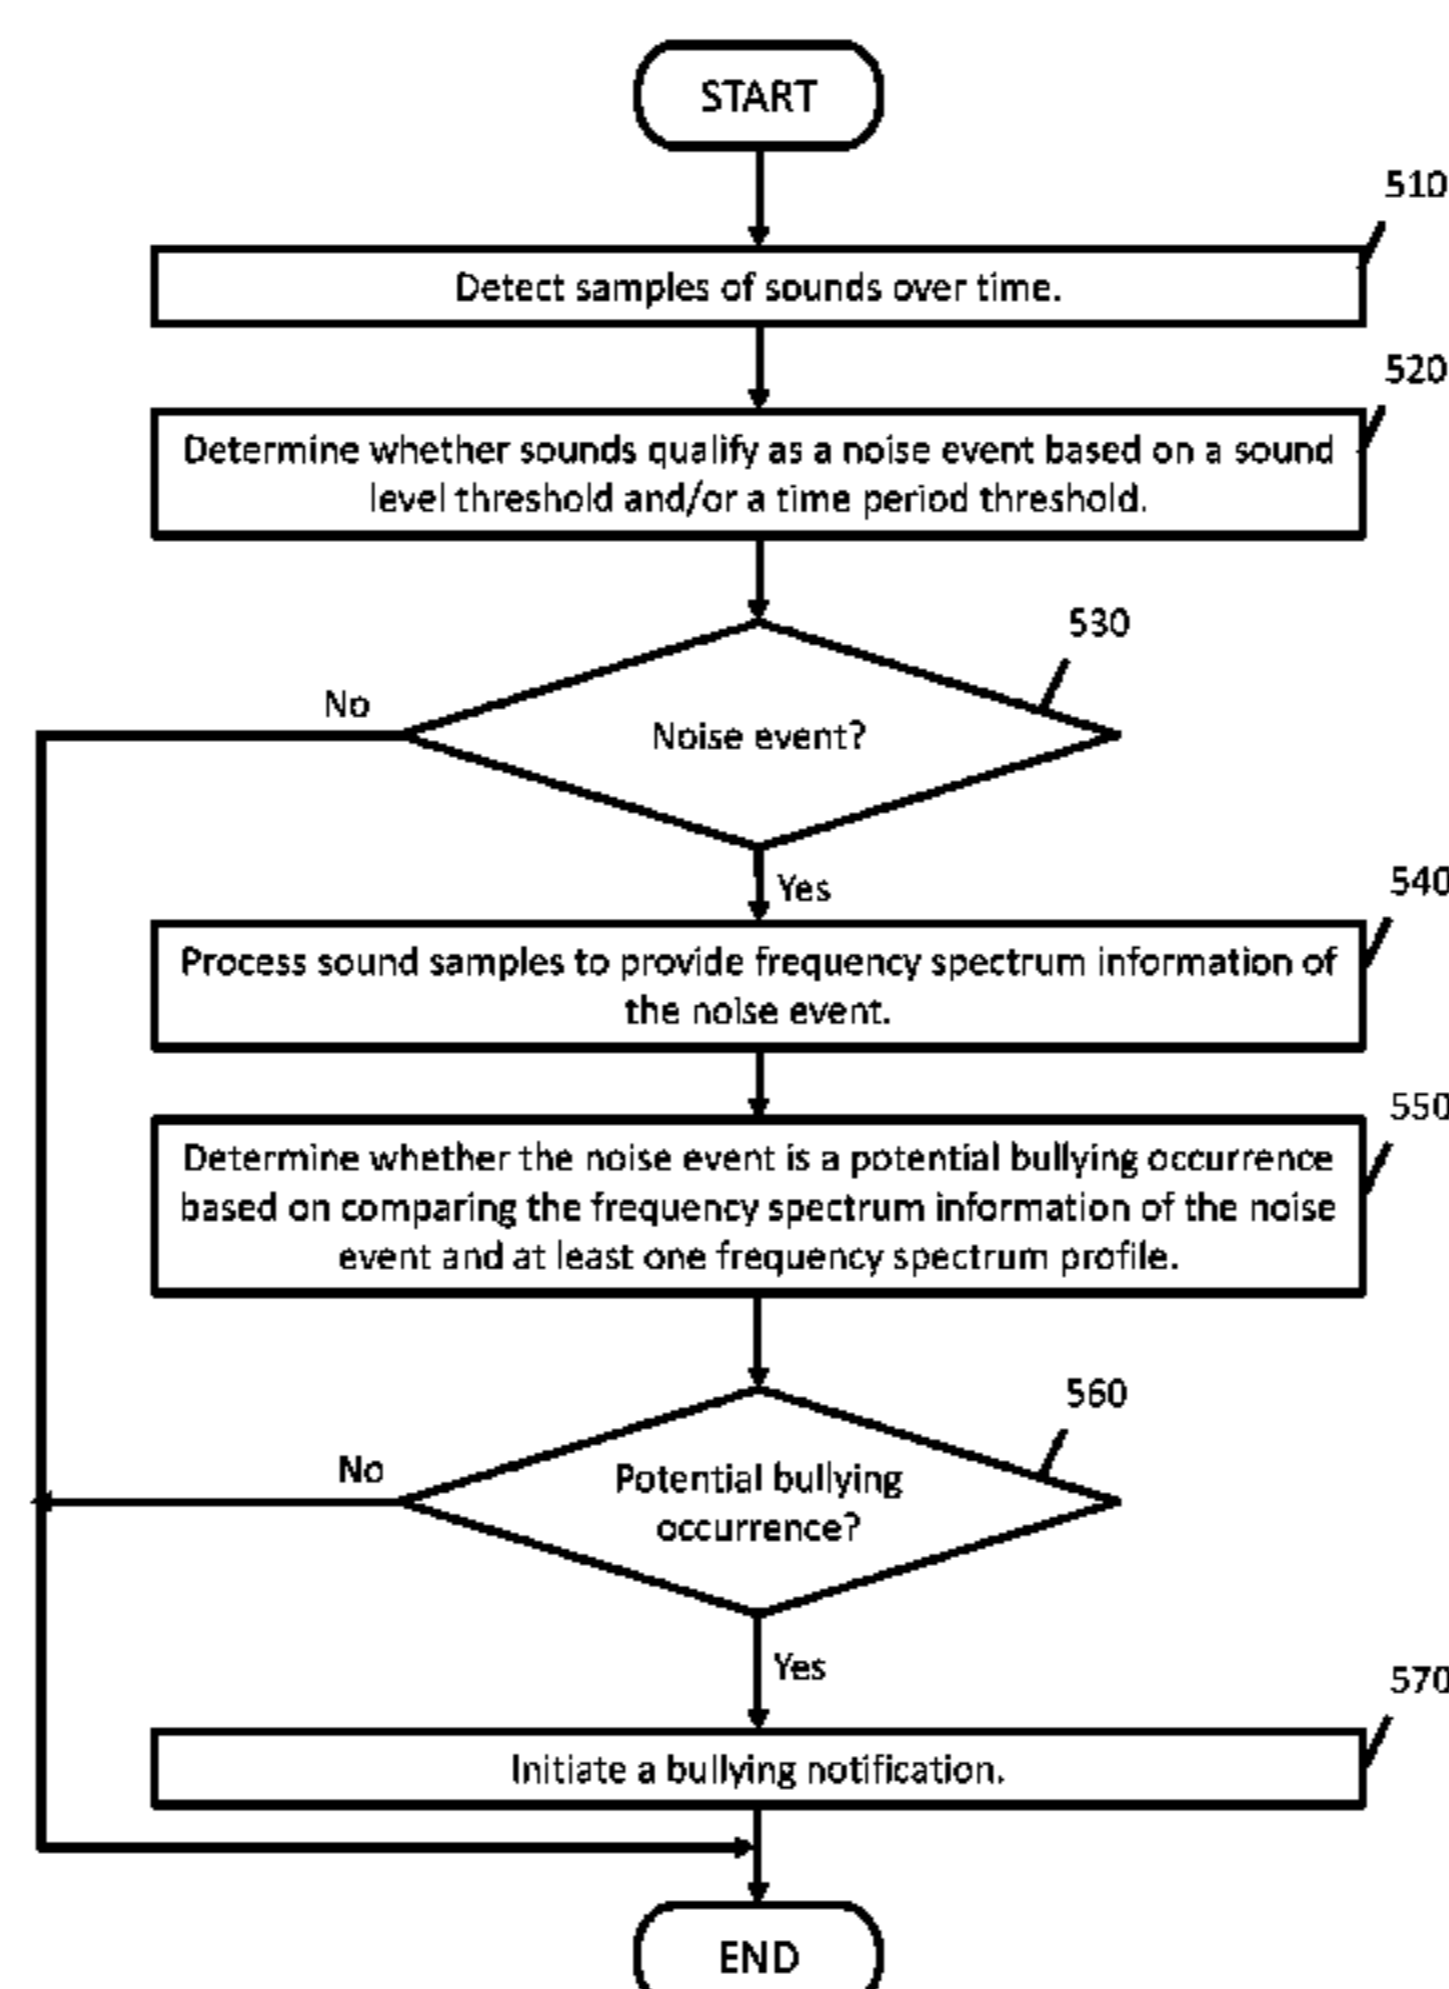 START
510
Detect samples of sounds over time.
520
Determine whether sounds qualify as a noise event based on a sound
level threshold and/or a time period threshold.
530
No
Noise event?
Yes
540
Process sound samples to provide frequency spectrum information of
the noise event.
550
Determine whether the noise event is a potential bullying occurrence
based on comparing the frequency spectrum information of the noise
event and at least one frequency spectrum profile.
560
No
Potential bullying
occurrence?
Yes
570
Initiate a bullying notification.
END